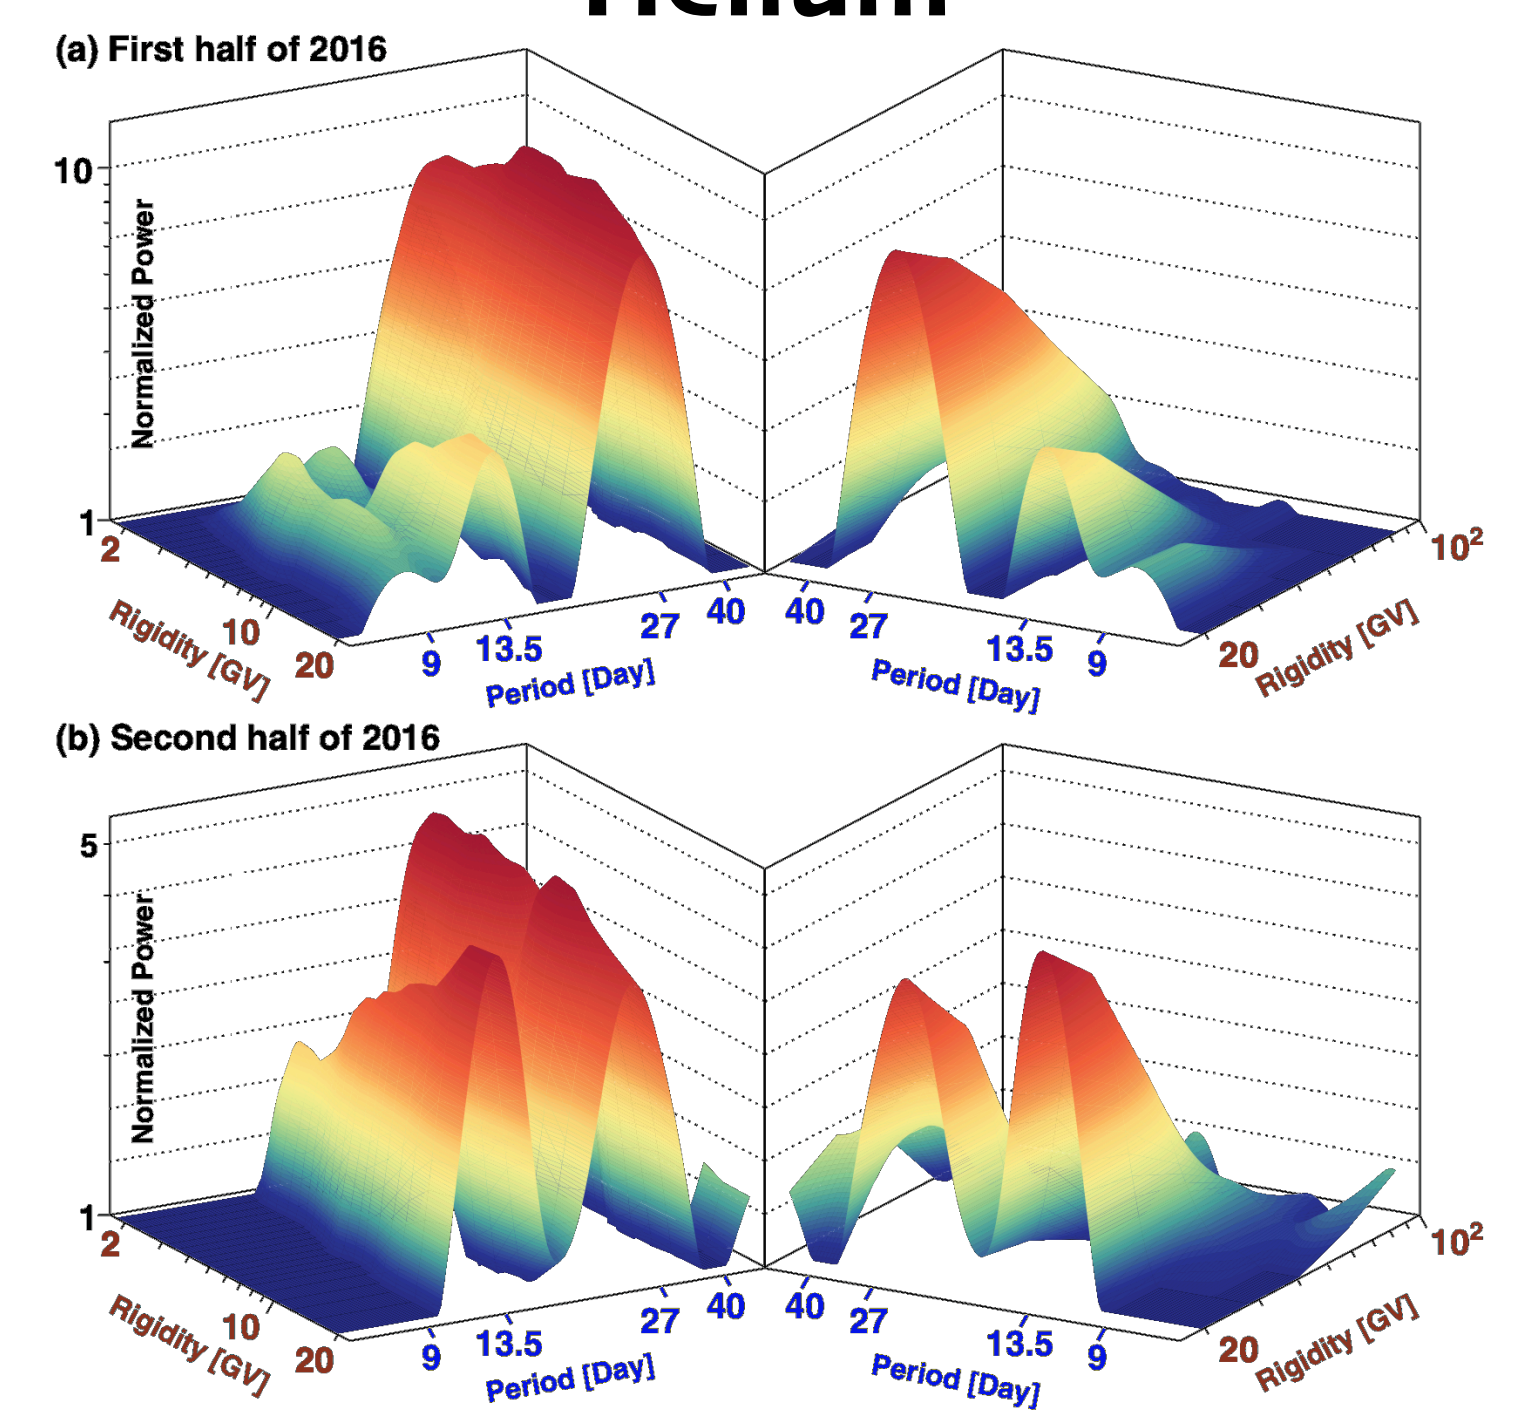 Helium
(a) First half of 2016
10
1
Normalized Power
2
10
20
Rigidity [GV]
9
13.5
27
40
Period [Day]
40
27
13.5
9
Period [Day]
20
10²
Rigidity [GV]
(b) Second half of 2016
5
1
Normalized Power
2
10
20
Rigidity [GV]
9
13.5
27
40
Period [Day]
40
27
13.5
9
Period [Day]
20
10²
Rigidity [GV]